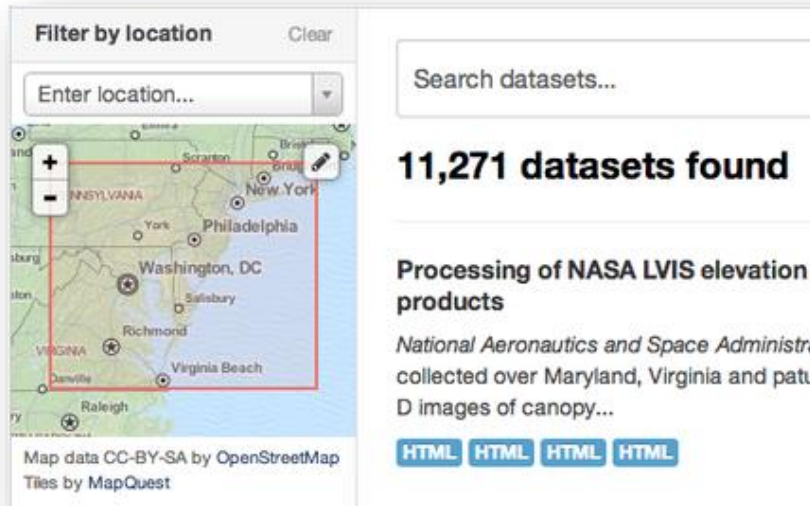 Filter by location
Clear
Enter location...
Scranton
NNSYLVANIA
New York
York
Philadelphia
Washington, DC
Salisbury
Richmond
VIRGINIA
Virginia Beach
Danville
Raleigh
Map data CC-BY-SA by OpenStreetMap
Tiles by MapQuest
Search datasets...
11,271 datasets found
Processing of NASA LVIS elevation
products
National Aeronautics and Space Administra
collected over Maryland, Virginia and patu
D images of canopy...
HTML HTML HTML HTML